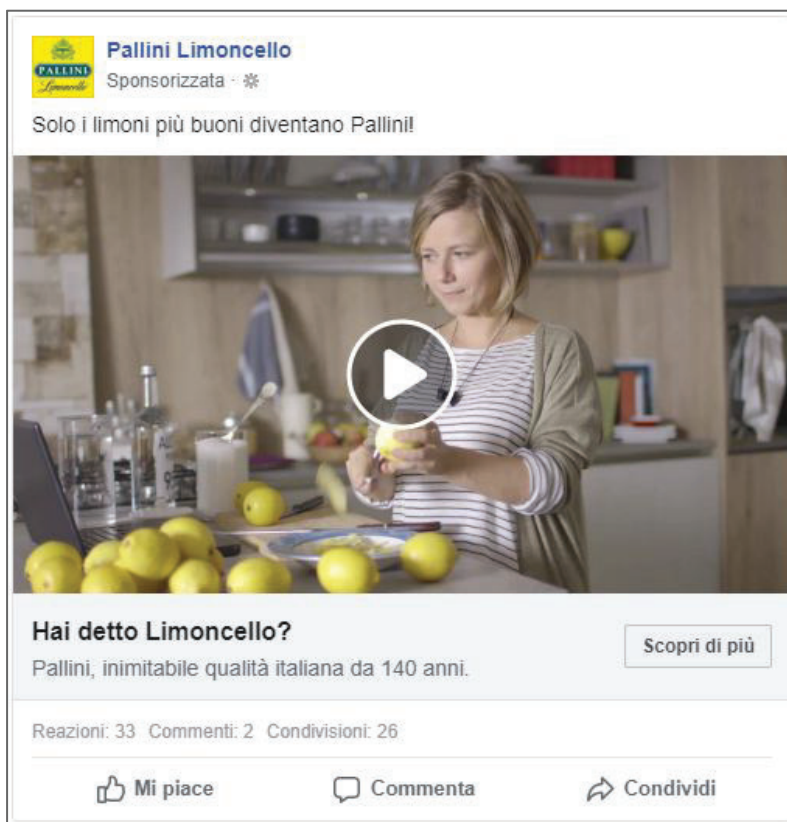 Pallini Limoncello
PALLINI
Limoncello
Sponsorizzata ·
Solo i limoni più buoni diventano Pallini!
Hai detto Limoncello?
Pallini, inimitabile qualità italiana da 140 anni.
Scopri di più
Reazioni: 33 Commenti: 2 Condivisioni: 26
Mi piace
Commenta
Condividi